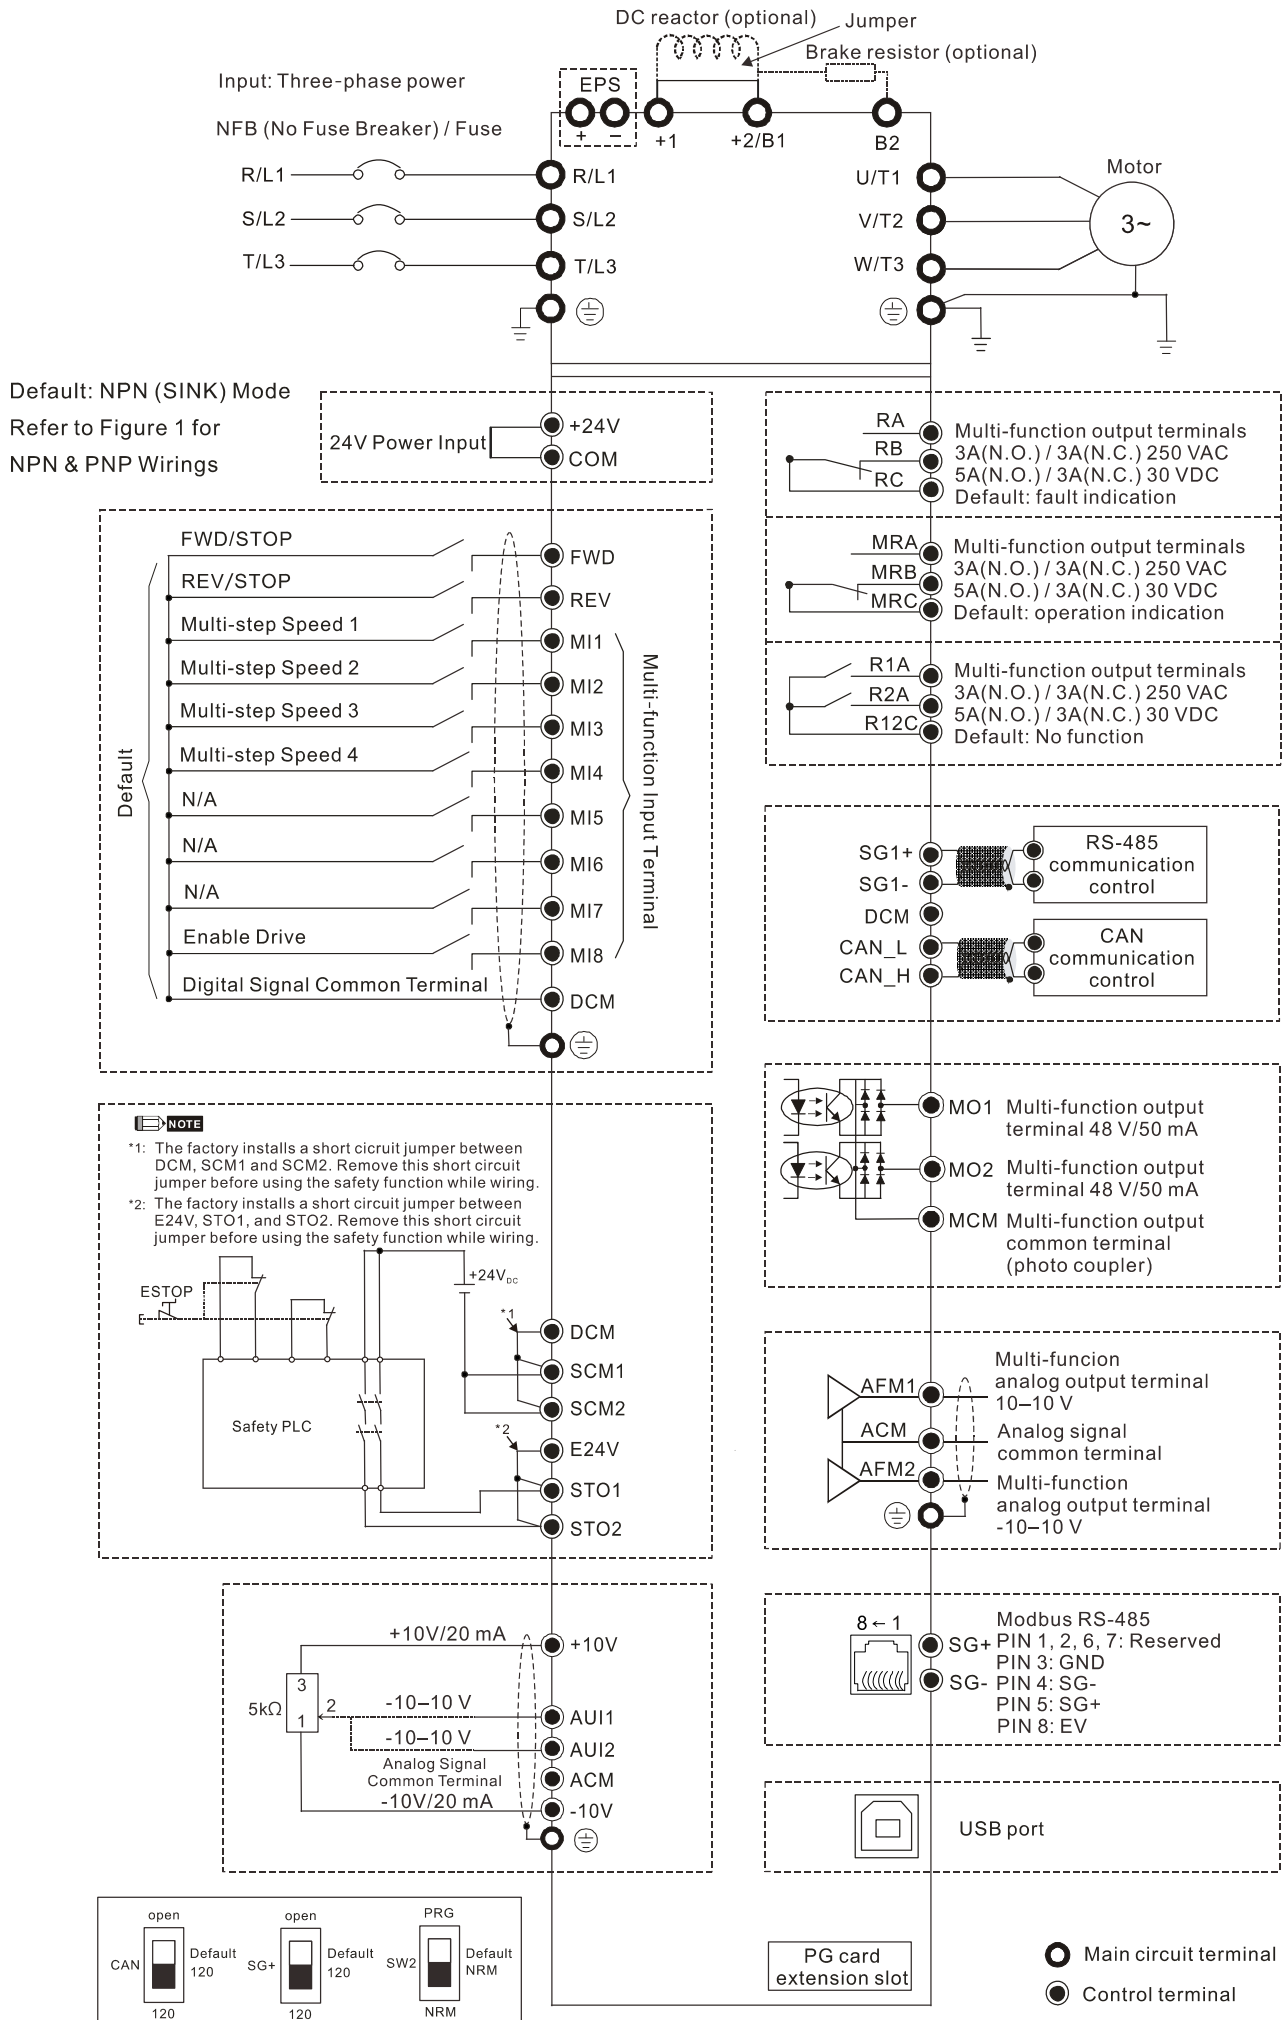 DC reactor (optional)
Jumper
Brake resistor (optional)
Input: Three-phase power
EPS
+
−
+1
+2/B1
B2
NFB (No Fuse Breaker) / Fuse
R/L1
R/L1
S/L2
S/L2
T/L3
T/L3
U/T1
V/T2
W/T3
Motor
3~
Default: NPN (SINK) Mode
Refer to Figure 1 for
NPN & PNP Wirings
24V Power Input
+24V
COM
RA
RB
RC
Multi-function output terminals
3A(N.O.) / 3A(N.C.) 250 VAC
5A(N.O.) / 3A(N.C.) 30 VDC
Default: fault indication
MRA
MRB
MRC
Multi-function output terminals
3A(N.O.) / 3A(N.C.) 250 VAC
5A(N.O.) / 3A(N.C.) 30 VDC
Default: operation indication
R1A
R2A
R12C
Multi-function output terminals
3A(N.O.) / 3A(N.C.) 250 VAC
5A(N.O.) / 3A(N.C.) 30 VDC
Default: No function
Default
FWD/STOP
FWD
REV/STOP
REV
Multi-step Speed 1
MI1
Multi-step Speed 2
MI2
Multi-step Speed 3
MI3
Multi-step Speed 4
MI4
N/A
MI5
N/A
MI6
N/A
MI7
Enable Drive
MI8
Digital Signal Common Terminal
DCM
Multi-function Input Terminal
SG1+
SG1-
DCM
CAN_L
CAN_H
RS-485
communication
control
CAN
communication
control
NOTE
*1: The factory installs a short circuit jumper between
DCM, SCM1 and SCM2. Remove this short circuit
jumper before using the safety function while wiring.
*2: The factory installs a short circuit jumper between
E24V, STO1, and STO2. Remove this short circuit
jumper before using the safety function while wiring.
+24VDC
ESTOP
Safety PLC
*1
DCM
SCM1
SCM2
*2
E24V
STO1
STO2
MO1 Multi-function output
terminal 48 V/50 mA
MO2 Multi-function output
terminal 48 V/50 mA
MCM Multi-function output
common terminal
(photo coupler)
AFM1
Multi-funcion
analog output terminal
10–10 V
ACM
Analog signal
common terminal
AFM2
Multi-function
analog output terminal
-10–10 V
+10V/20 mA
+10V
5kΩ
3
2
1
-10–10 V
AUI1
-10–10 V
AUI2
Analog Signal
Common Terminal
ACM
-10V/20 mA
-10V
8 ← 1
SG+
SG-
Modbus RS-485
PIN 1, 2, 6, 7: Reserved
PIN 3: GND
PIN 4: SG-
PIN 5: SG+
PIN 8: EV
USB port
open
CAN
Default
120
120
open
SG+
Default
120
120
PRG
SW2
Default
NRM
NRM
PG card
extension slot
Main circuit terminal
Control terminal